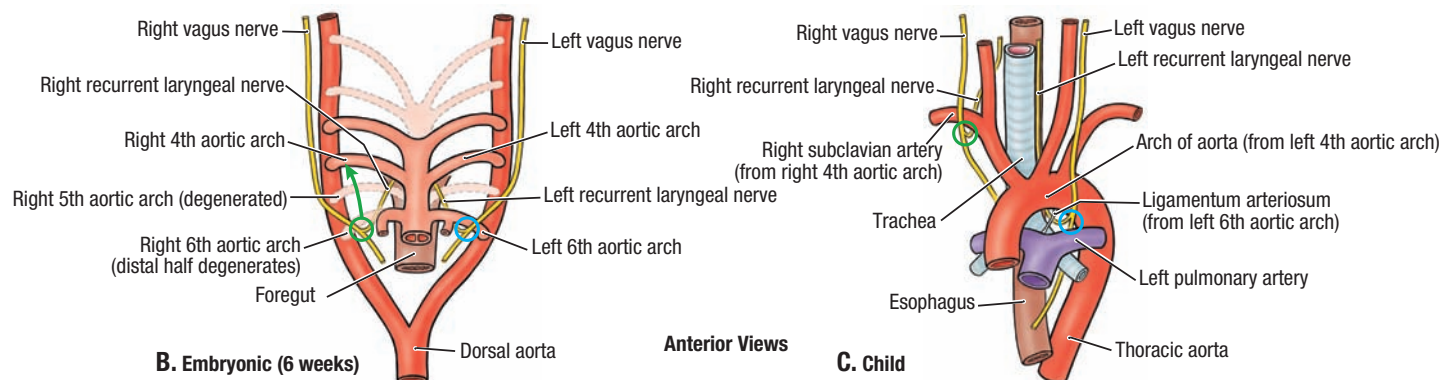 Right vagus nerve
Left vagus nerve
Right recurrent laryngeal nerve
Right 4th aortic arch
Left 4th aortic arch
Right 5th aortic arch (degenerated)
Left recurrent laryngeal nerve
Right 6th aortic arch
(distal half degenerates)
Left 6th aortic arch
Foregut
Dorsal aorta
B. Embryonic (6 weeks)
Anterior Views
Right vagus nerve
Left vagus nerve
Left recurrent laryngeal nerve
Right recurrent laryngeal nerve
Right subclavian artery
(from right 4th aortic arch)
Arch of aorta (from left 4th aortic arch)
Trachea
Ligamentum arteriosum
(from left 6th aortic arch)
Left pulmonary artery
Esophagus
Thoracic aorta
C. Child